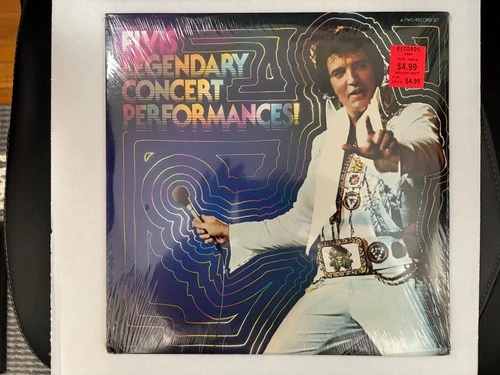 ELVIS
LEGENDARY
CONCERT
PERFORMANCES!
A TWO-RECORD SET
RECORDS
$4.99
$4.99